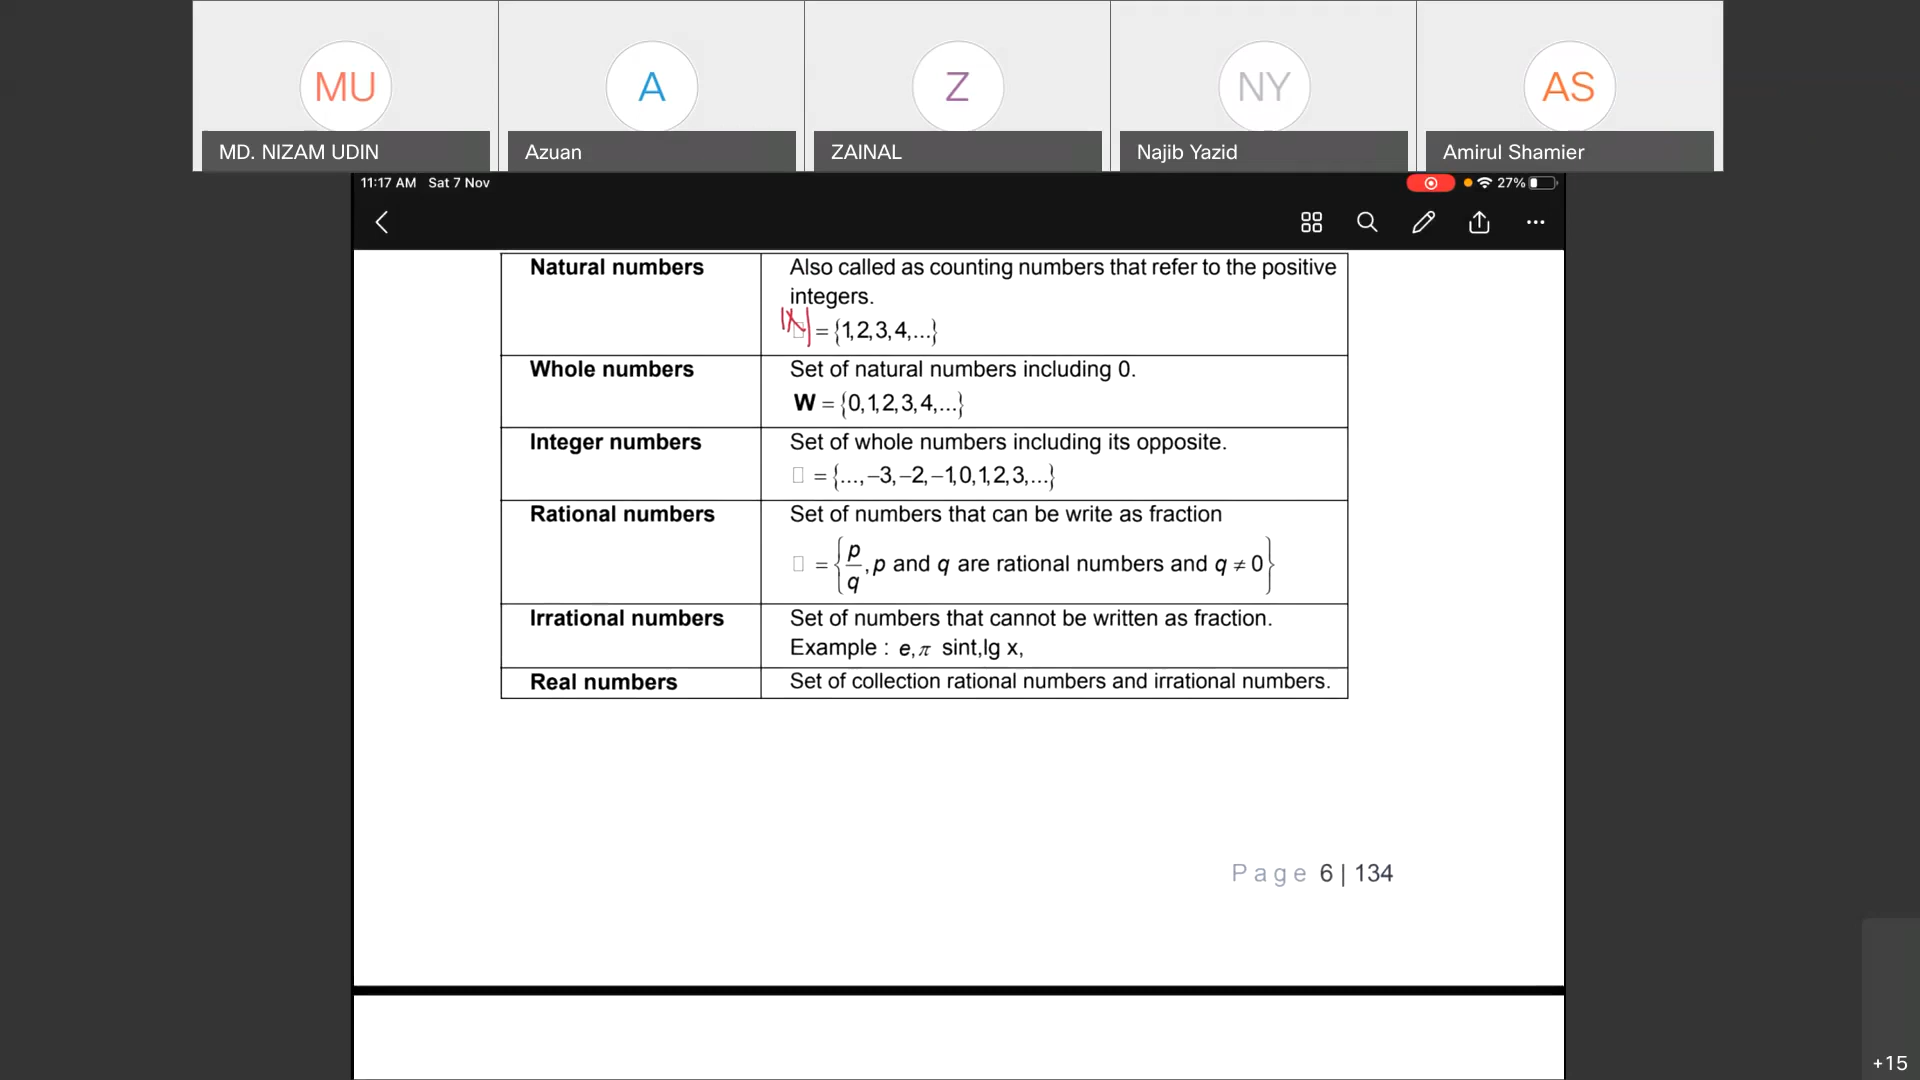 MU
A
Z
NY
AS
MD. NIZAM UDIN
Azuan
ZAINAL
Najib Yazid
Amirul Shamier
11:17 AM Sat 7 Nov
27%
Natural numbers
Also called as counting numbers that refer to the positive
integers.
ℕ = {1,2,3,4,...}
Whole numbers
Set of natural numbers including 0.
W = {0,1,2,3,4,...}
Integer numbers
Set of whole numbers including its opposite.
□ = {...,−3,−2,−1,0,1,2,3,...}
Rational numbers
Set of numbers that can be write as fraction
□ = {p/q, p and q are rational numbers and q ≠ 0}
Irrational numbers
Set of numbers that cannot be written as fraction.
Example : e, π sint,lg x,
Real numbers
Set of collection rational numbers and irrational numbers.
Page 6 | 134
+15